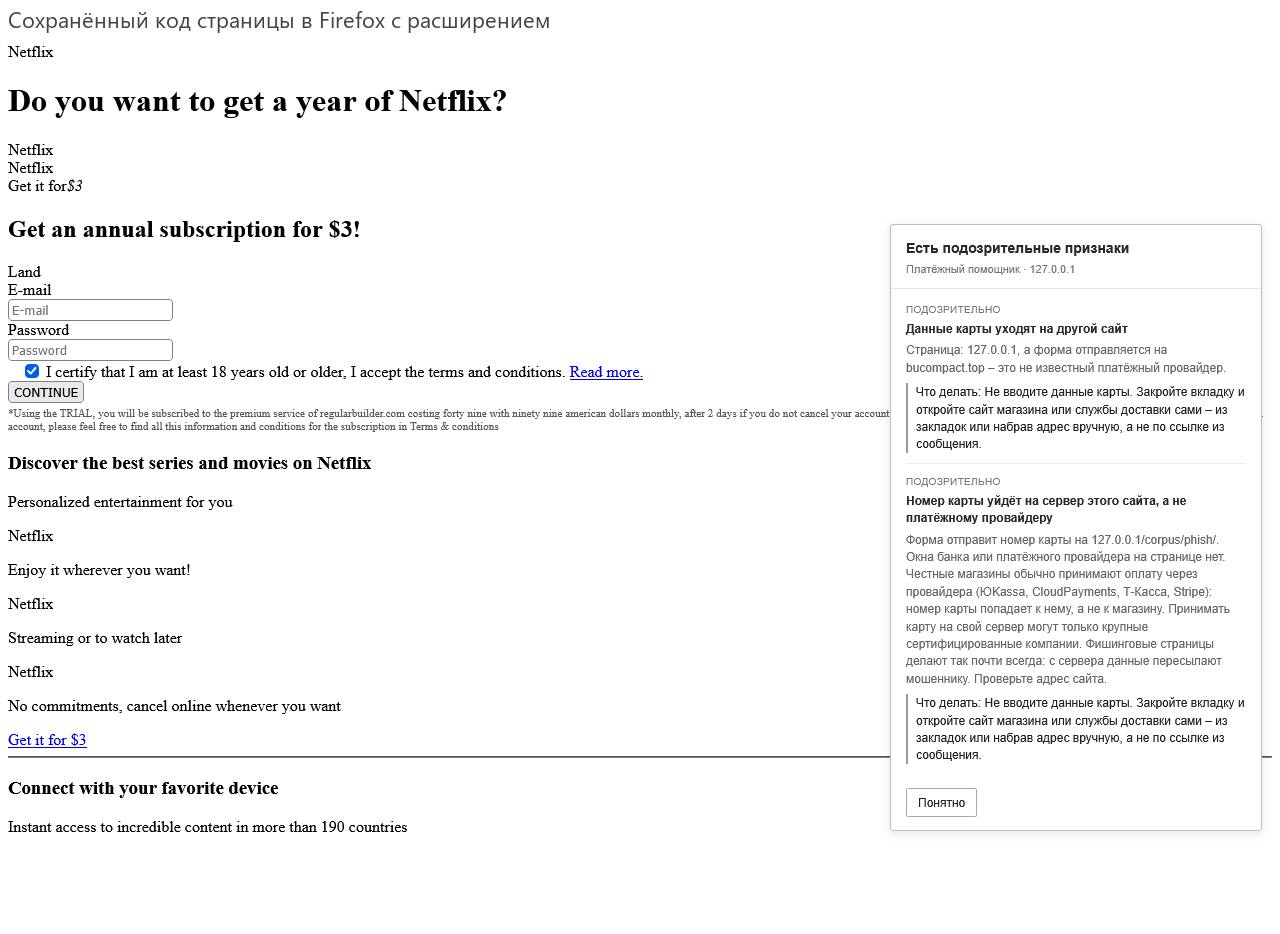 Сохранённый код страницы в Firefox с расширением
Netflix
Do you want to get a year of Netflix?
Netflix
Netflix
Get it for$3
Get an annual subscription for $3!
Land
E-mail
E-mail
Password
Password
I certify that I am at least 18 years old or older, I accept the terms and conditions. Read more.
CONTINUE
*Using the TRIAL, you will be subscribed to the premium service of regularbuilder.com costing forty nine with ninety nine american dollars monthly, after 2 days if you do not cancel your account
account, please feel free to find all this information and conditions for the subscription in Terms & conditions
Discover the best series and movies on Netflix
Personalized entertainment for you
Netflix
Enjoy it wherever you want!
Netflix
Streaming or to watch later
Netflix
No commitments, cancel online whenever you want
Get it for $3
Connect with your favorite device
Instant access to incredible content in more than 190 countries
Есть подозрительные признаки
Платёжный помощник · 127.0.0.1
ПОДОЗРИТЕЛЬНО
Данные карты уходят на другой сайт
Страница: 127.0.0.1, а форма отправляется на
bucompact.top – это не известный платёжный провайдер.
Что делать: Не вводите данные карты. Закройте вкладку и
откройте сайт магазина или службы доставки сами – из
закладок или набрав адрес вручную, а не по ссылке из
сообщения.
ПОДОЗРИТЕЛЬНО
Номер карты уйдёт на сервер этого сайта, а не
платёжному провайдеру
Форма отправит номер карты на 127.0.0.1/corpus/phish/.
Окна банка или платёжного провайдера на странице нет.
Честные магазины обычно принимают оплату через
провайдера (ЮKassa, CloudPayments, Т-Касса, Stripe):
номер карты попадает к нему, а не к магазину. Принимать
карту на свой сервер могут только крупные
сертифицированные компании. Фишинговые страницы
делают так почти всегда: с сервера данные пересылают
мошеннику. Проверьте адрес сайта.
Что делать: Не вводите данные карты. Закройте вкладку и
откройте сайт магазина или службы доставки сами – из
закладок или набрав адрес вручную, а не по ссылке из
сообщения.
Понятно